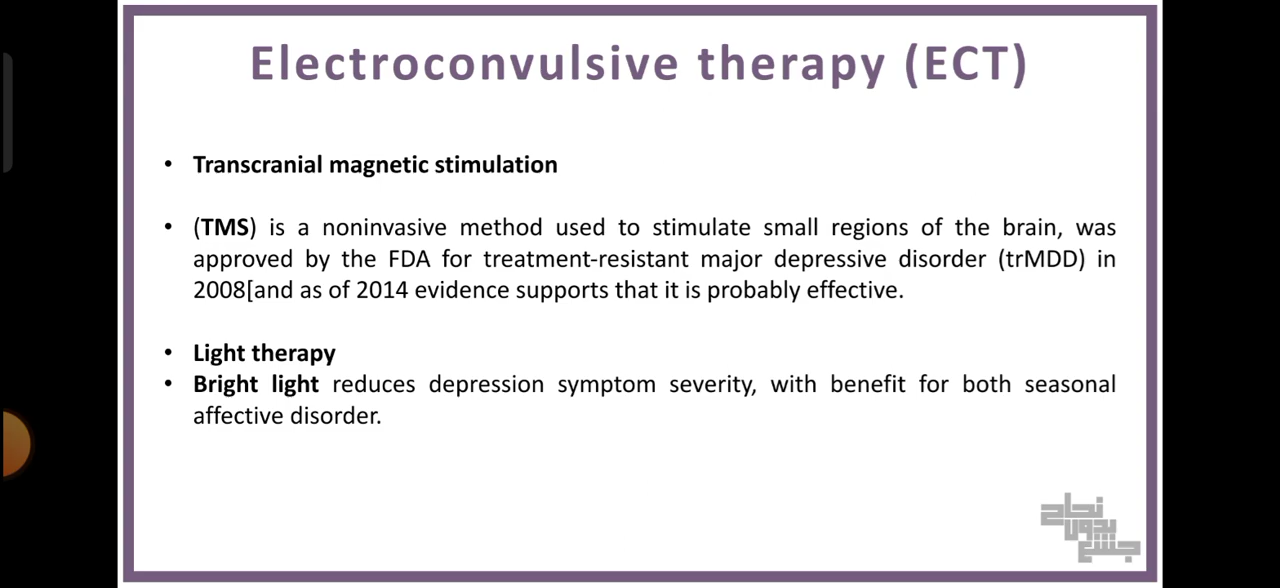 Electroconvulsive therapy (ECT)
• Transcranial magnetic stimulation
• (TMS) is a noninvasive method used to stimulate small regions of the brain, was
approved by the FDA for treatment-resistant major depressive disorder (trMDD) in
2008[and as of 2014 evidence supports that it is probably effective.
• Light therapy
• Bright light reduces depression symptom severity, with benefit for both seasonal
affective disorder.
نجاح
بدون
جشع